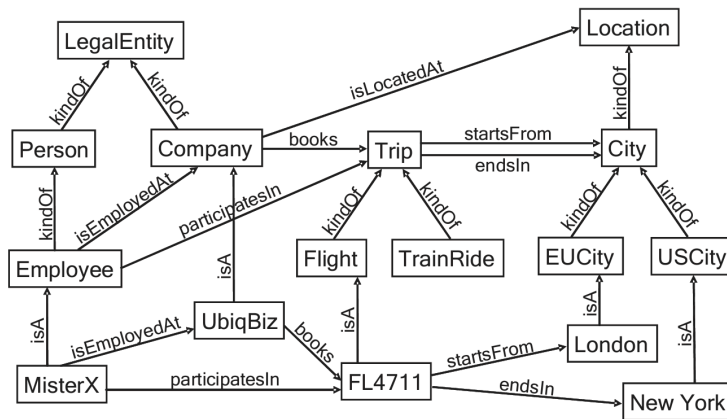 LegalEntity
Location
kindOf
kindOf
isLocatedAt
kindOf
Person
Company
books
Trip
startsFrom
endsIn
City
kindOf
isEmployedAt
participatesIn
kindOf
kindOf
kindOf
kindOf
Employee
isA
Flight
TrainRide
EUCity
USCity
isA
isEmployedAt
UbiqBiz
books
isA
isA
isA
MisterX
participatesIn
FL4711
startsFrom
London
endsIn
New York